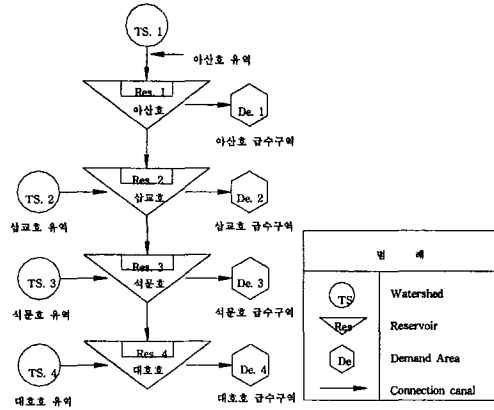 TS. 1
아산호 유역
Res. 1
아산호
De. 1
아산호 급수구역
Res. 2
TS. 2
삽교호
De. 2
삽교호 유역
삽교호 급수구역
Res. 3
TS. 3
석문호
De. 3
석문호 유역
석문호 급수구역
Res. 4
TS. 4
대호호
De. 4
대호호 유역
대호호 급수구역
범 례
TS
Watershed
Res
Reservoir
De
Demand Area
Connection canal